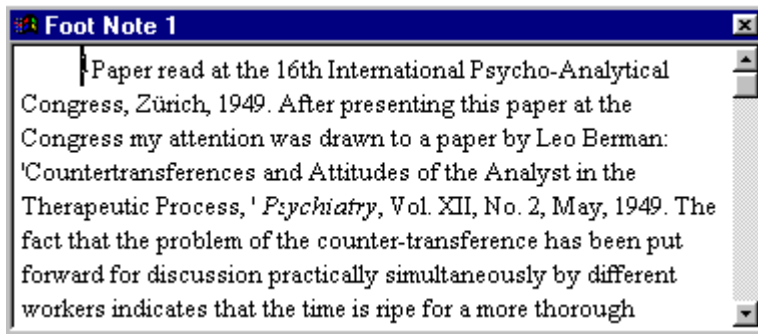 Foot Note 1
Paper read at the 16th International Psycho-Analytical
Congress, Zürich, 1949. After presenting this paper at the
Congress my attention was drawn to a paper by Leo Berman:
'Countertransferences and Attitudes of the Analyst in the
Therapeutic Process, ' Psychiatry, Vol. XII, No. 2, May, 1949. The
fact that the problem of the counter-transference has been put
forward for discussion practically simultaneously by different
workers indicates that the time is ripe for a more thorough